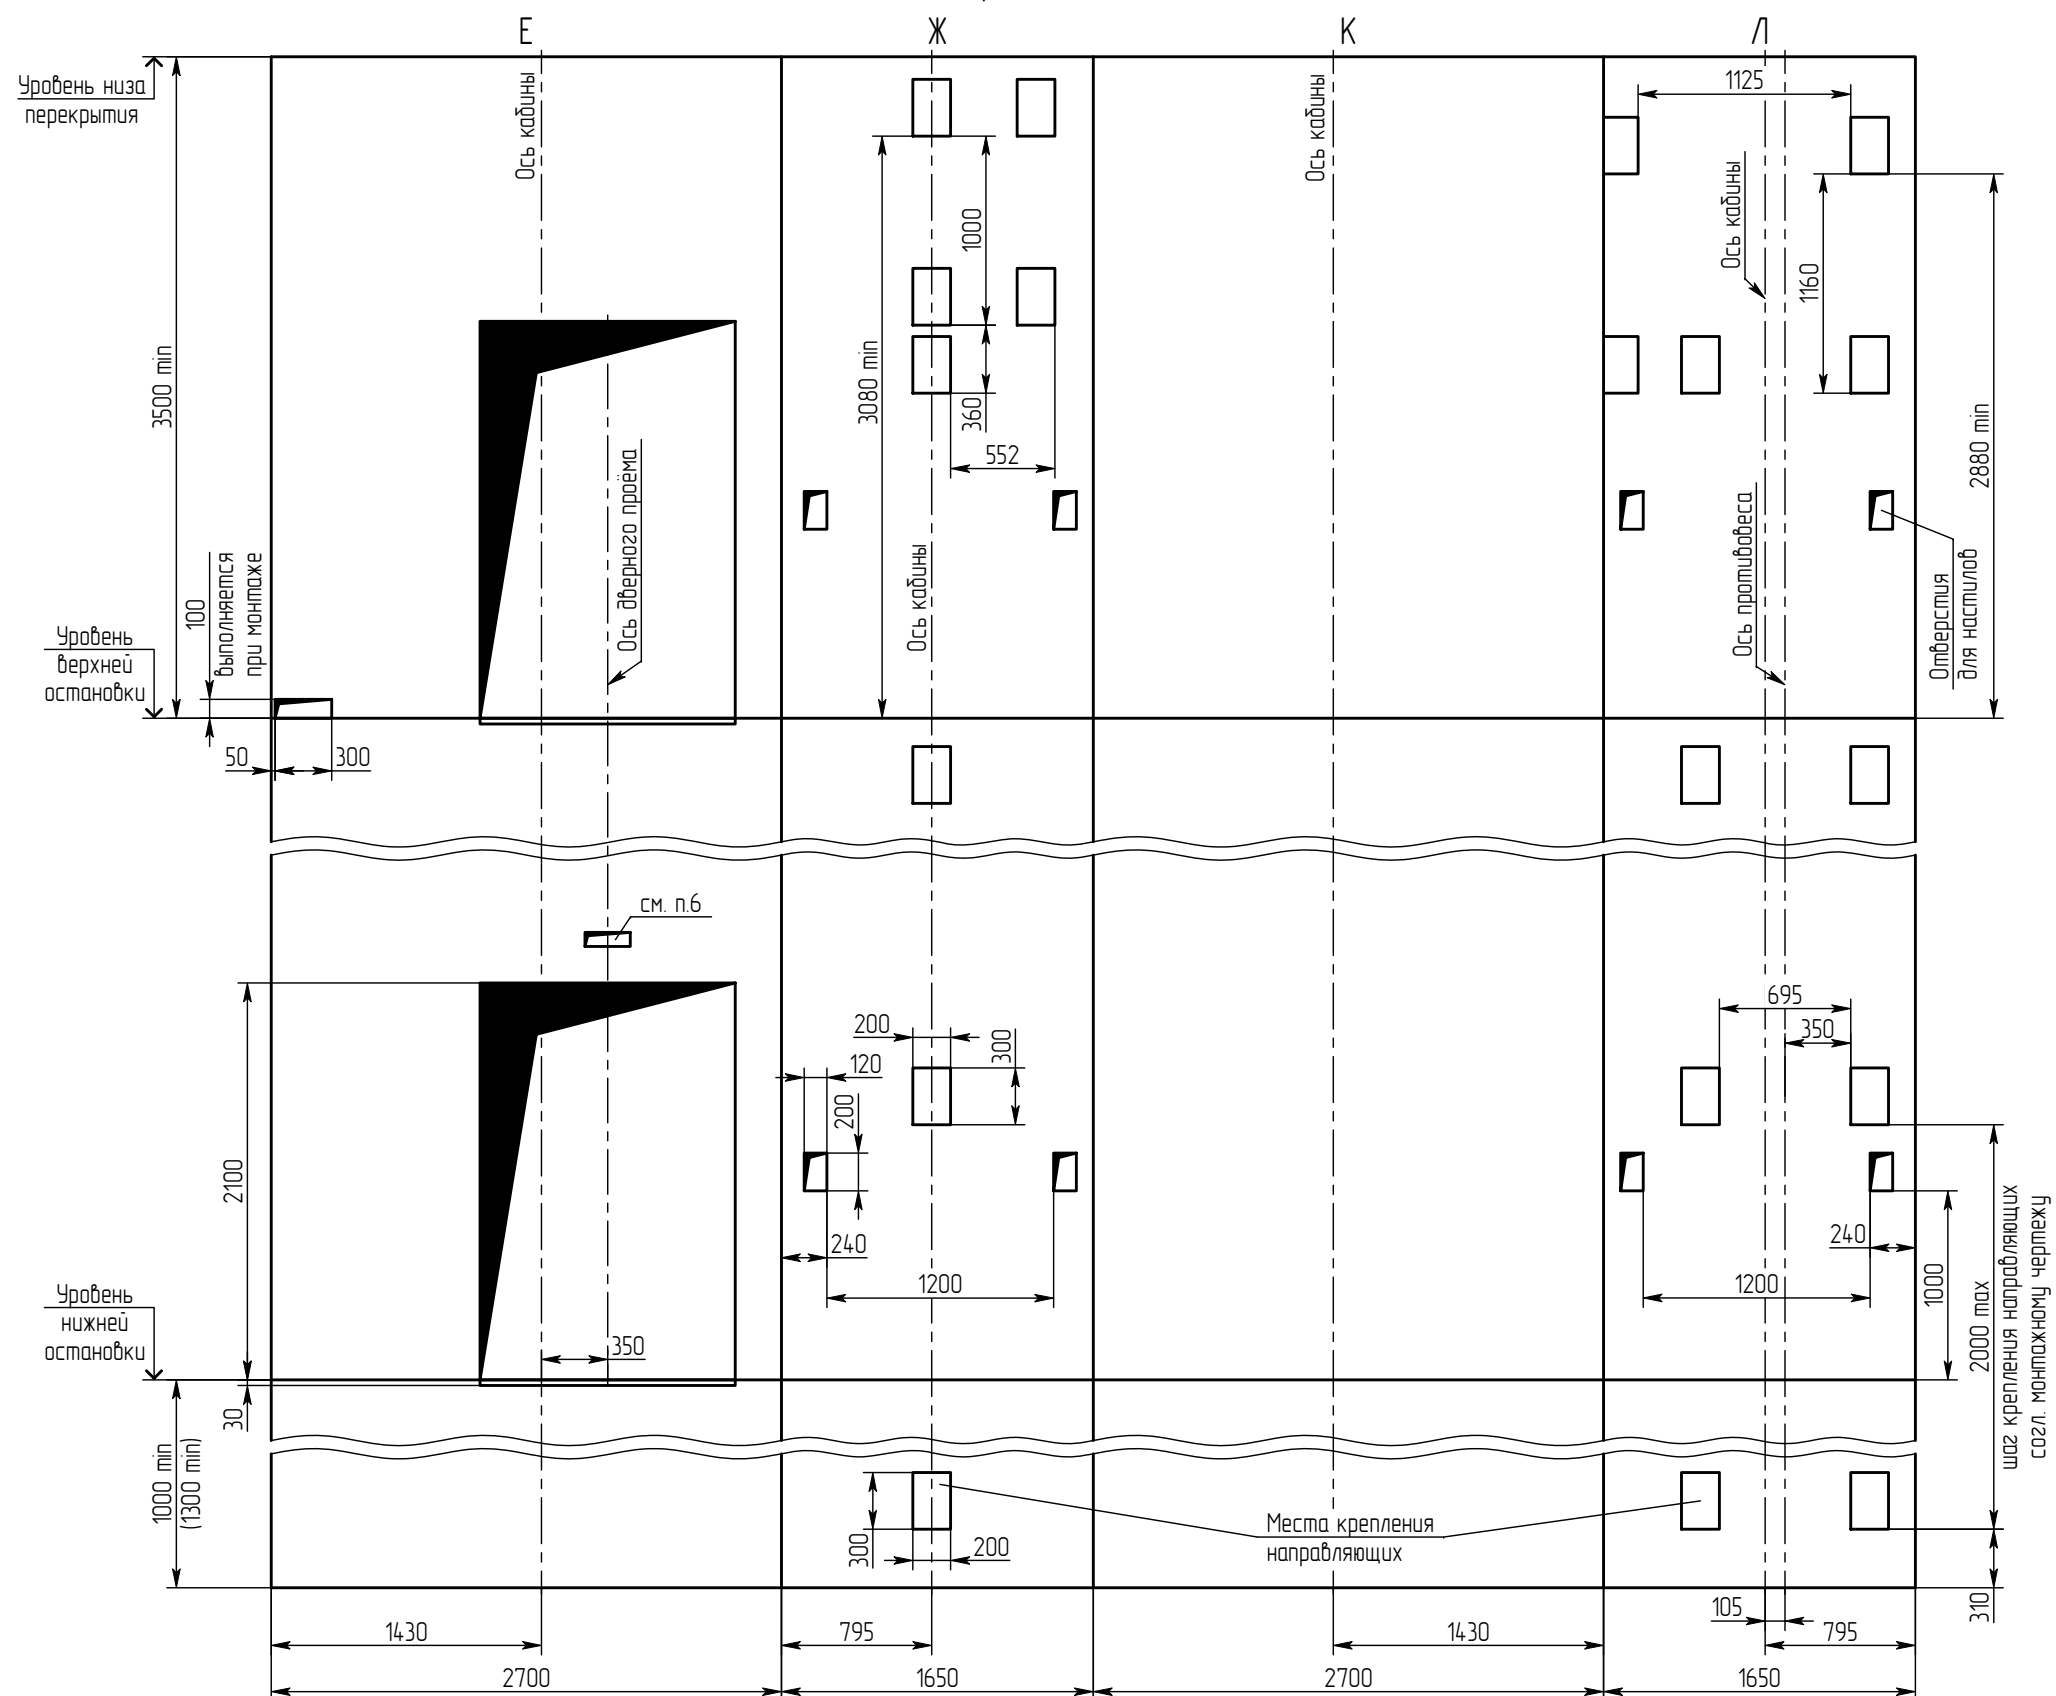 Е
Ж
К
Л
Уровень низа
перекрытия
Ось кабины
Ось кабины
1125
Ось кабины
1000
1160
3500 min
3080 min
360
2880 min
552
Ось дверного проёма
Ось кабины
Ось противовеса
Отверстия
для настилов
100
выполняется
при монтаже
Уровень
верхней
остановки
50
300
см. п.6
695
350
200
300
120
200
2100
240
240
1200
1200
1000
2000 max
шаг крепления направляющих
согл. монтажному чертежу
Уровень
нижней
остановки
350
30
1000 min
(1300 min)
Места крепления
направляющих
300
200
310
105
1430
795
1430
795
2700
1650
2700
1650